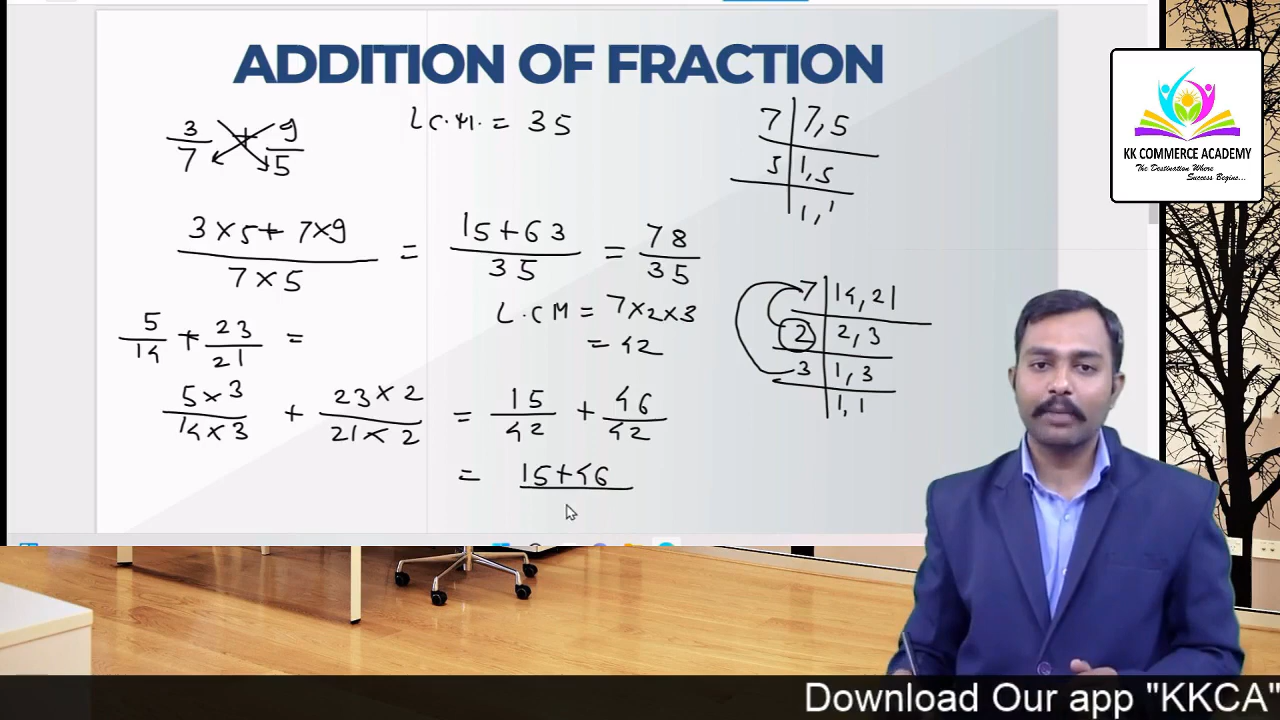 ADDITION OF FRACTION
3/7 + 9/5
L.C.M. = 35
7 | 7, 5
5 | 1, 5
1, 1
KK COMMERCE ACADEMY
The Destination Where
Success Begins...
3 × 5 + 7 × 9 / 7 × 5 = 15 + 63 / 35 = 78 / 35
5/14 + 23/21 =
L.CM = 7 × 2 × 3
= 42
7 | 14, 21
2 | 2, 3
3 | 1, 3
1, 1
5 × 3 / 14 × 3 + 23 × 2 / 21 × 2 = 15 / 42 + 46 / 42
= 15 + 46
Download Our app "KKCA"